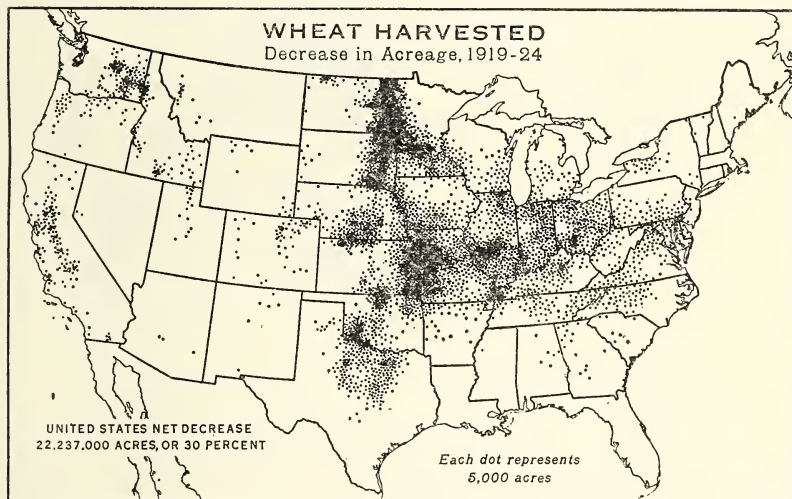 WHEAT HARVESTED
Decrease in Acreage, 1919-24
UNITED STATES NET DECREASE
22,237,000 ACRES, OR 30 PERCENT
Each dot represents
5,000 acres